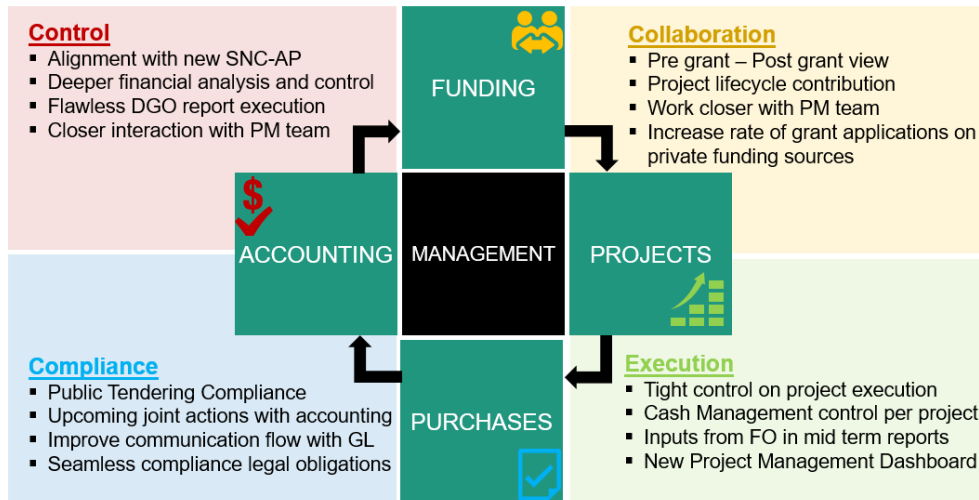 Control
▪ Alignment with new SNC-AP
▪ Deeper financial analysis and control
▪ Flawless DGO report execution
▪ Closer interaction with PM team
FUNDING
Collaboration
▪ Pre grant – Post grant view
▪ Project lifecycle contribution
▪ Work closer with PM team
▪ Increase rate of grant applications on
private funding sources
$
ACCOUNTING
MANAGEMENT
PROJECTS
Compliance
▪ Public Tendering Compliance
▪ Upcoming joint actions with accounting
▪ Improve communication flow with GL
▪ Seamless compliance legal obligations
PURCHASES
Execution
▪ Tight control on project execution
▪ Cash Management control per project
▪ Inputs from FO in mid term reports
▪ New Project Management Dashboard